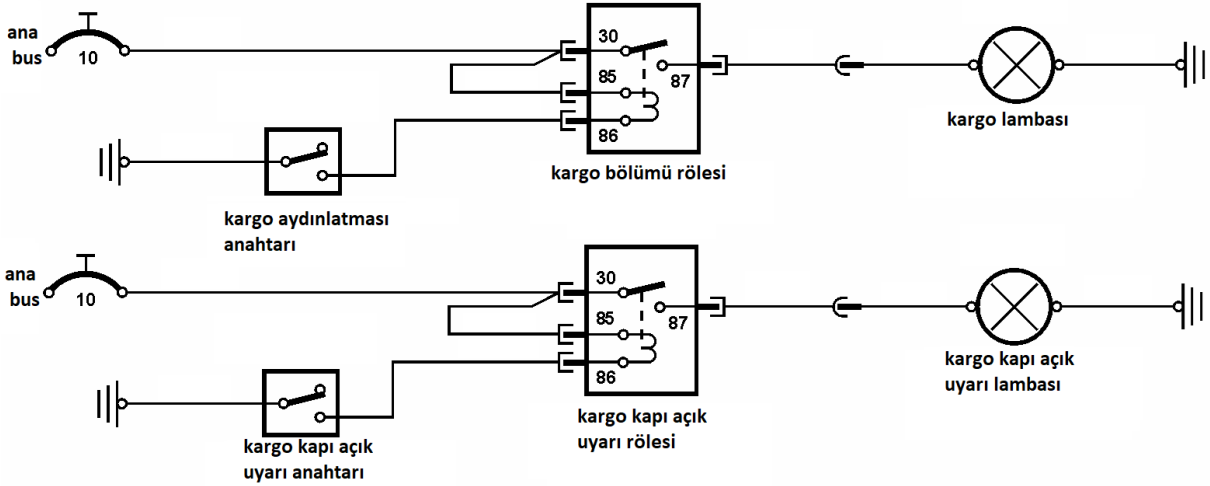 ana
bus
10
30
85
86
87
kargo lambası
kargo bölümü rölesi
kargo aydınlatması
anahtarı
ana
bus
10
30
85
86
87
kargo kapı açık
uyarı lambası
kargo kapı açık
uyarı rölesi
kargo kapı açık
uyarı anahtarı